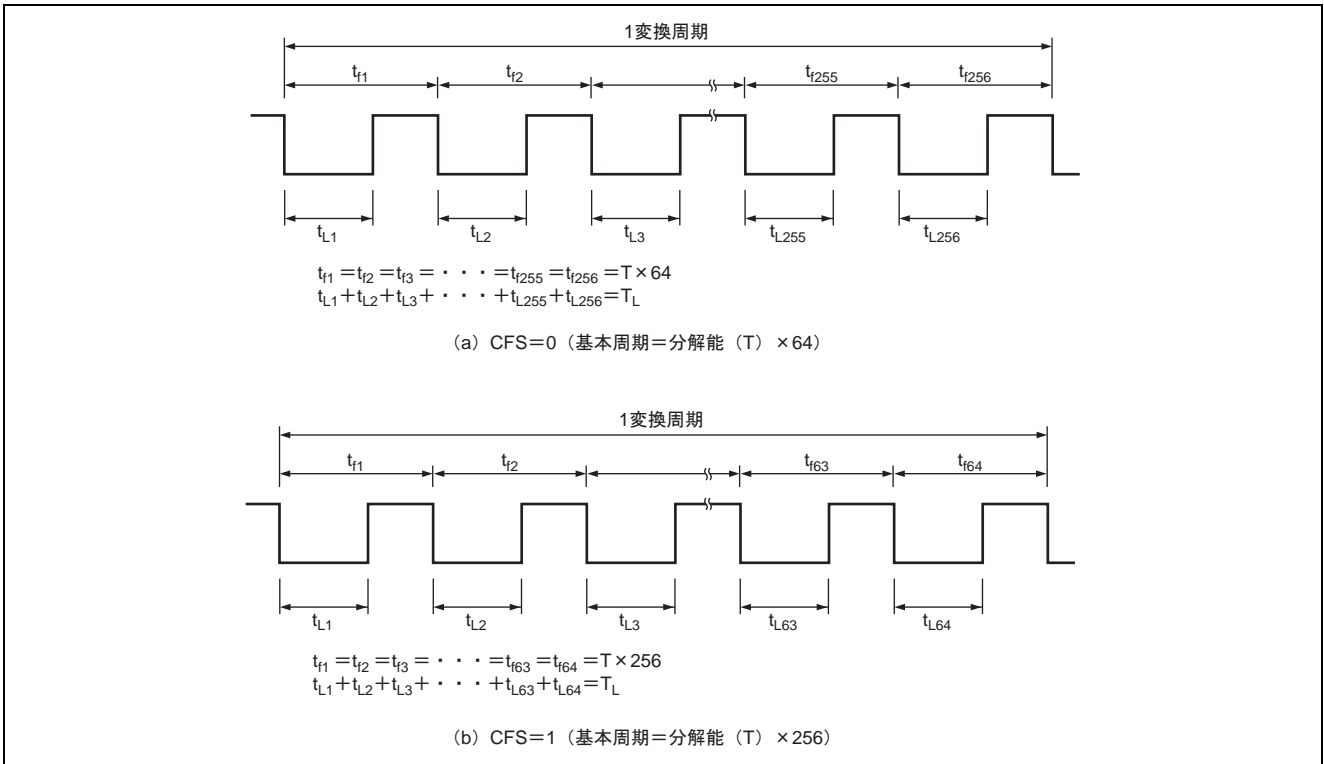 1変換周期
tf1 tf2 tf255 tf256
tL1 tL2 tL3 tL255 tL256
tf1=tf2=tf3=・・・=tf255=tf256=T×64
tL1+tL2+tL3+・・・+tL255+tL256=TL
(a) CFS=0(基本周期=分解能(T)×64)
1変換周期
tf1 tf2 tf63 tf64
tL1 tL2 tL3 tL63 tL64
tf1=tf2=tf3=・・・=tf63=tf64=T×256
tL1+tL2+tL3+・・・+tL63+tL64=TL
(b) CFS=1(基本周期=分解能(T)×256)